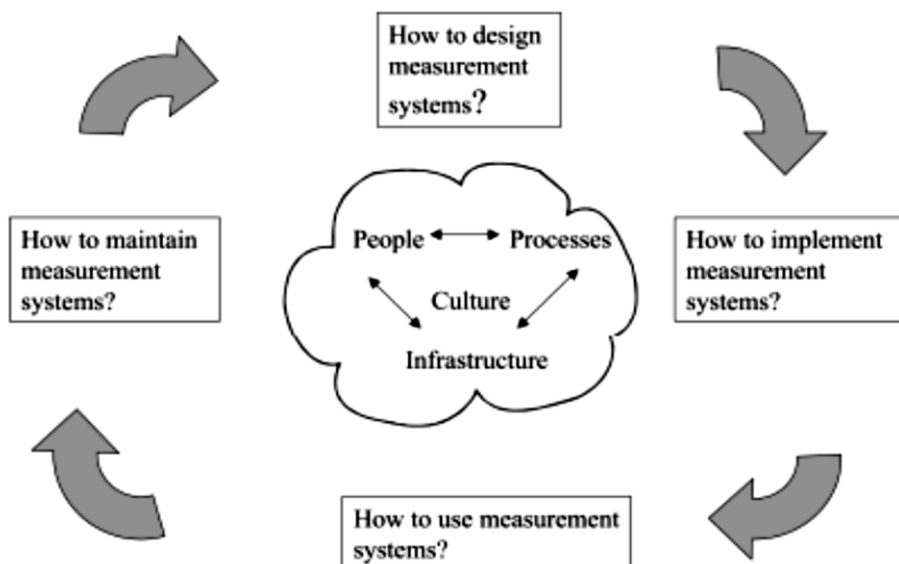 How to design
measurement
systems?
How to maintain
measurement
systems?
People
Processes
Culture
Infrastructure
How to implement
measurement
systems?
How to use measurement
systems?